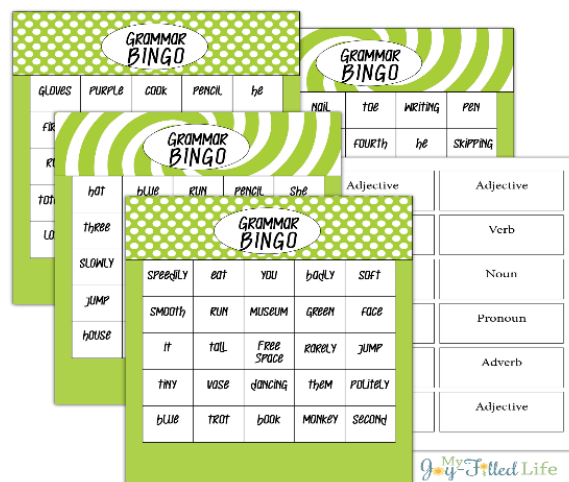 GRAMMAR
BINGO
GLOVES PURPLE COOK PENCIL he
GRAMMAR
BINGO
NAIL toe WRITING PEN
FOURTH he SKIPPING
GRAMMAR
BINGO
hat bLUE RUN PENCIL She
thREE
SLOWLY
JUMP
hOUSE
GRAMMAR
BINGO
SPEEDILY eat YOU bADLY SOFT
SMOOTH RUN MUSEUM GREEN FACE
It tALL FREE
SPACE RARELY JUMP
tINY VASE dANCING thEM POLITELY
bLUE tROT bOOK MONKEY SECOND
Adjective Adjective
Verb
Noun
Pronoun
Adverb
Adjective
My
Joy-Filled Life